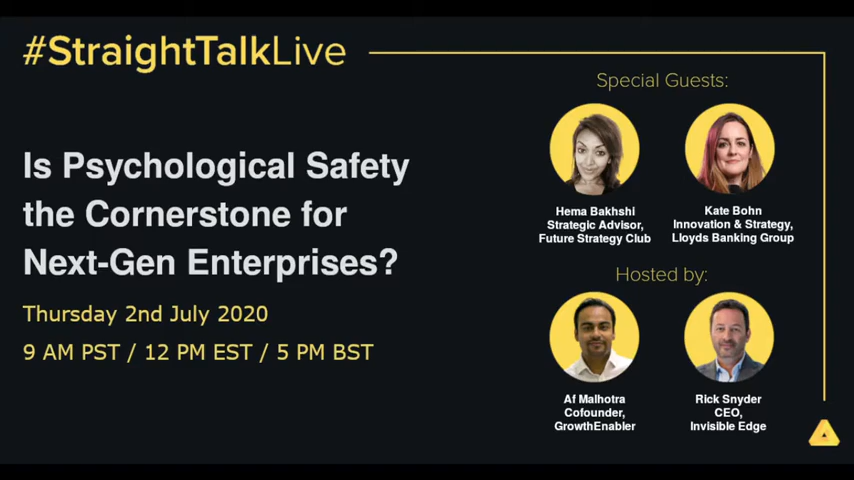 #StraightTalkLive
Is Psychological Safety
the Cornerstone for
Next-Gen Enterprises?
Thursday 2nd July 2020
9 AM PST / 12 PM EST / 5 PM BST
Special Guests:
Hema Bakhshi
Strategic Advisor,
Future Strategy Club
Kate Bohn
Innovation & Strategy,
Lloyds Banking Group
Hosted by:
Af Malhotra
Cofounder,
GrowthEnabler
Rick Snyder
CEO,
Invisible Edge